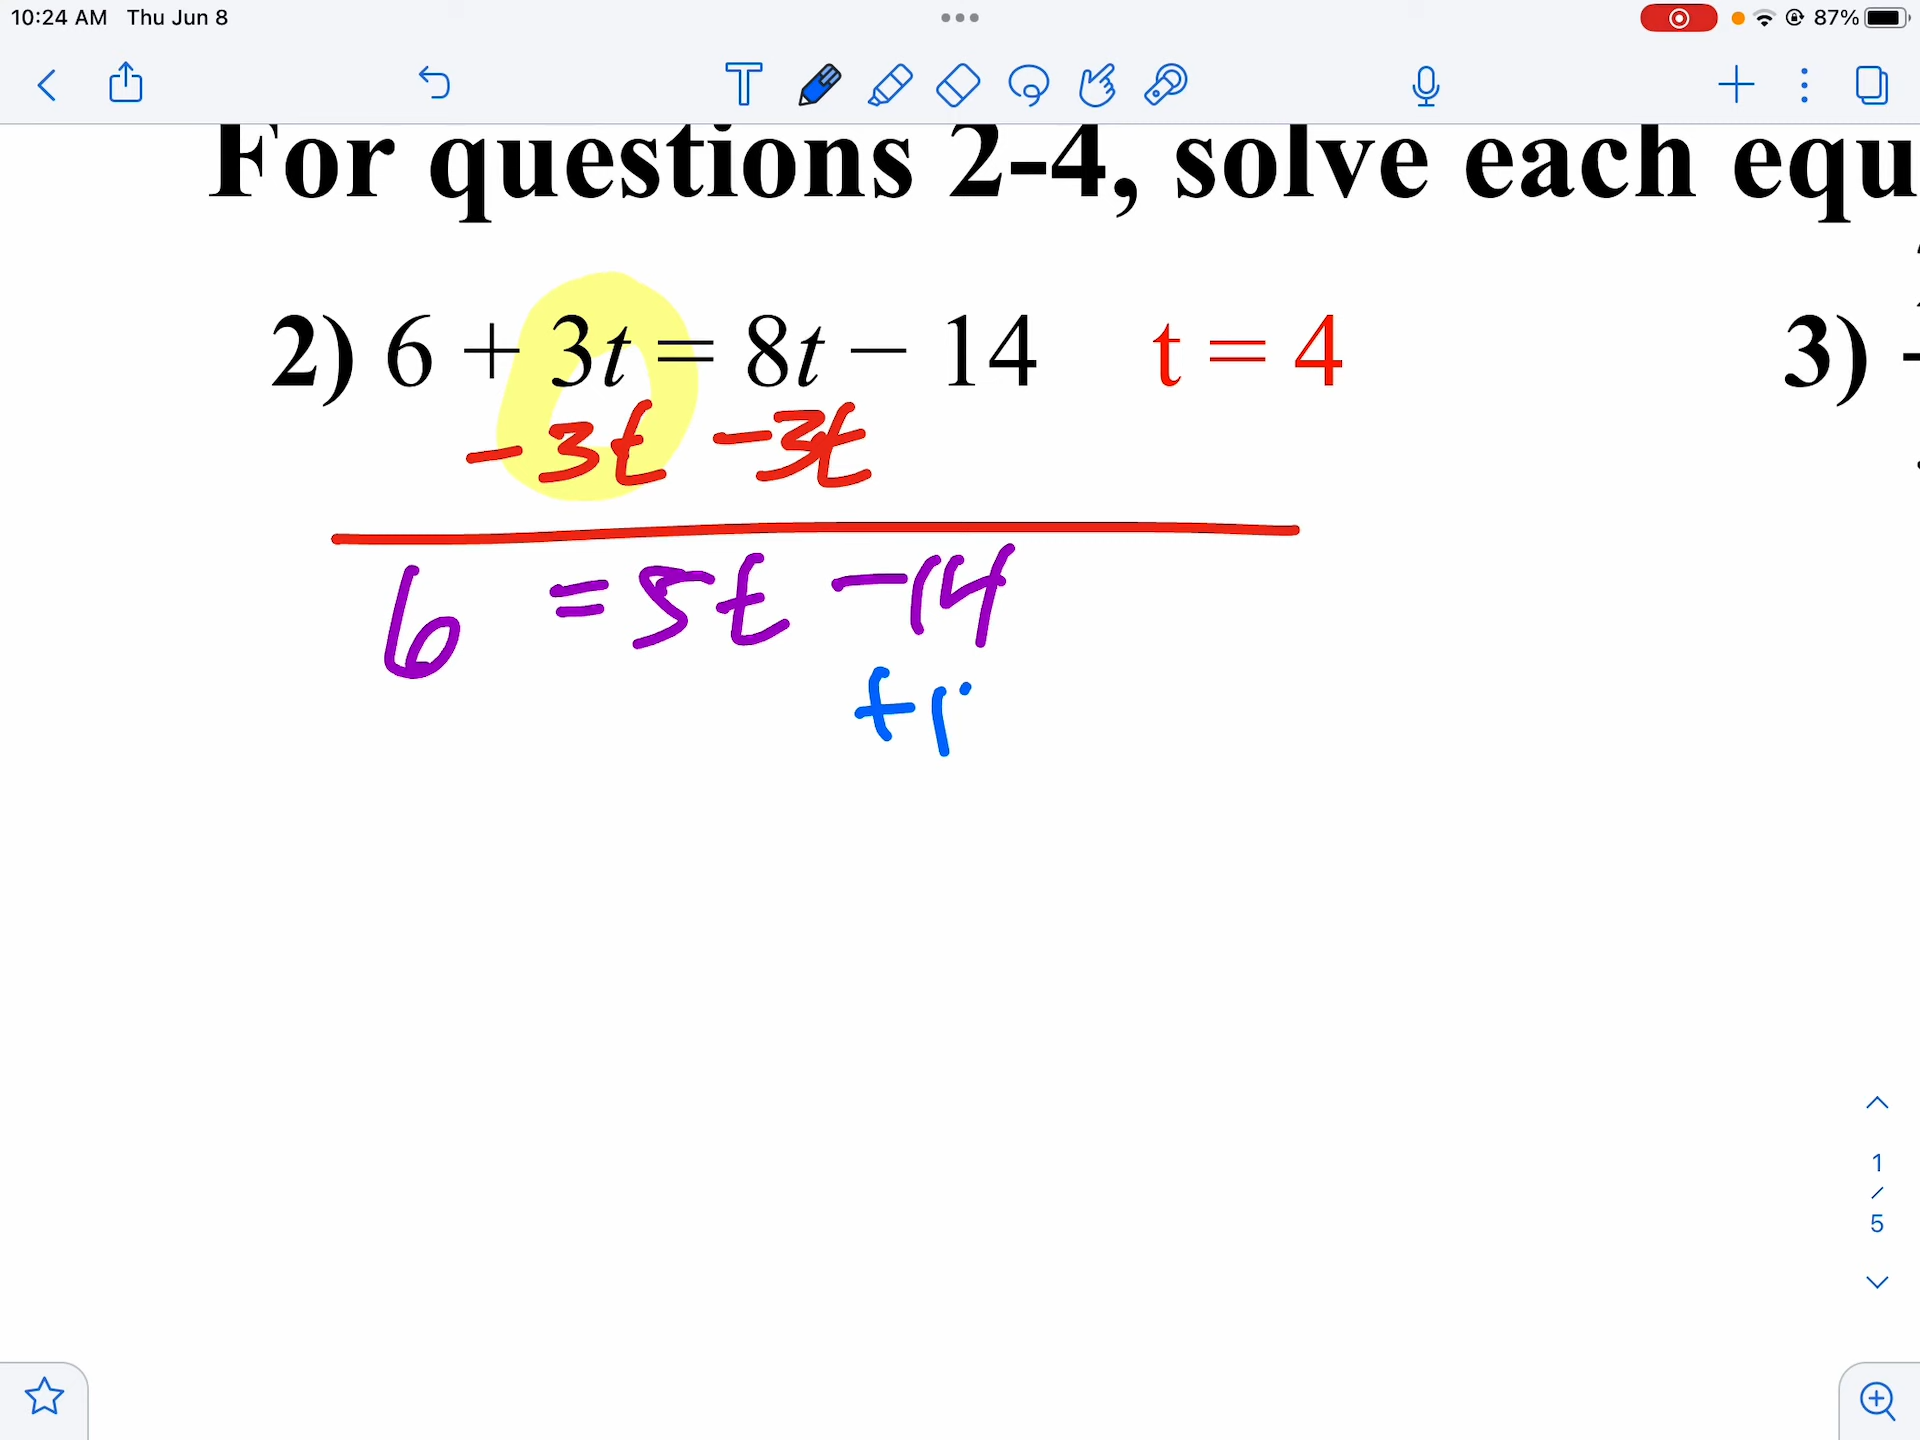 10:24 AM Thu Jun 8
87%
For questions 2-4, solve each equ
2) 6 + 3t = 8t − 14 t = 4
3) -
-3t -3t
6 = 5t -14
+1
1
/
5